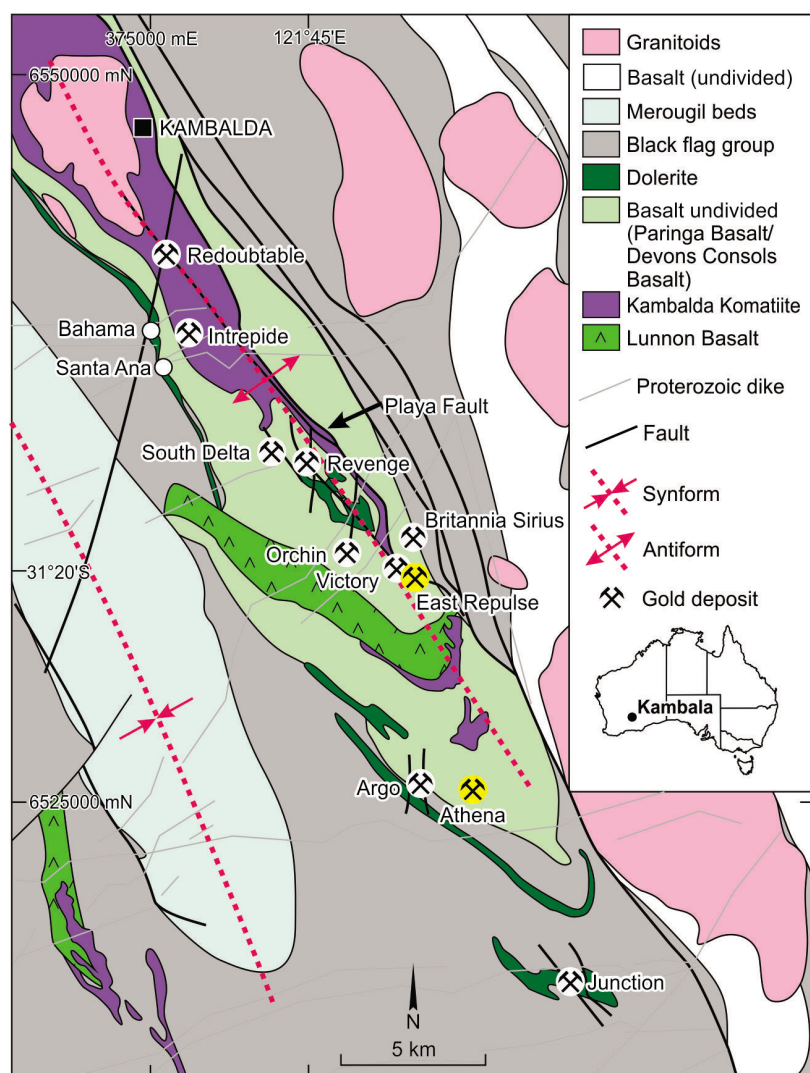 375000 mE
121°45'E
6550000 mN
KAMBALDA
Redoubtable
Bahama
Intrepide
Santa Ana
Playa Fault
South Delta
Revenge
Britannia Sirius
Orchin
31°20'S
Victory
East Repulse
Argo
6525000 mN
Athena
Junction
N
5 km
Granitoids
Basalt (undivided)
Merougil beds
Black flag group
Dolerite
Basalt undivided
(Paringa Basalt/
Devons Consols
Basalt)
Kambalda Komatiite
Lunnon Basalt
Proterozoic dike
Fault
Synform
Antiform
Gold deposit
Kambala